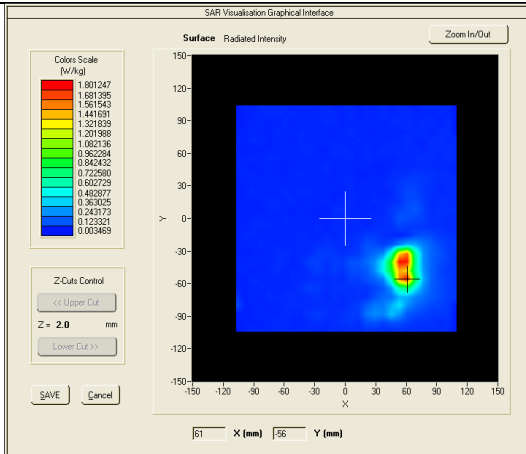 SAR Visualisation Graphical Interface
Surface Radiated Intensity
Zoom In/Out
Colors Scale
(W/kg)
1.801247
1.681395
1.561543
1.441691
1.321839
1.201988
1.082136
0.962284
0.842432
0.722580
0.602729
0.482877
0.363025
0.243173
0.123321
0.003469
Z-Cuts Control
<< Upper Cut
Z = 2.0 mm
Lower Cut >>
SAVE Cancel
150
120
90
60
30
0
-30
-60
-90
-120
-150
Y
-150 -120 -90 -60 -30 0 30 60 90 120 150
X
61 X (mm) -56 Y (mm)